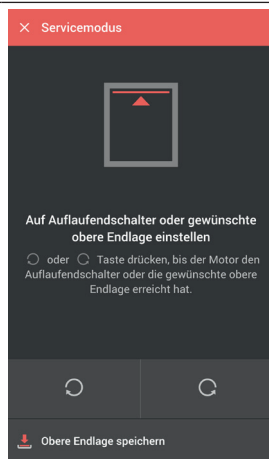 Servicemodus
Auf Auflaufendschalter oder gewünschte
obere Endlage einstellen
oder Taste drücken, bis der Motor den
Auflaufendschalter oder die gewünschte obere
Endlage erreicht hat.
Obere Endlage speichern